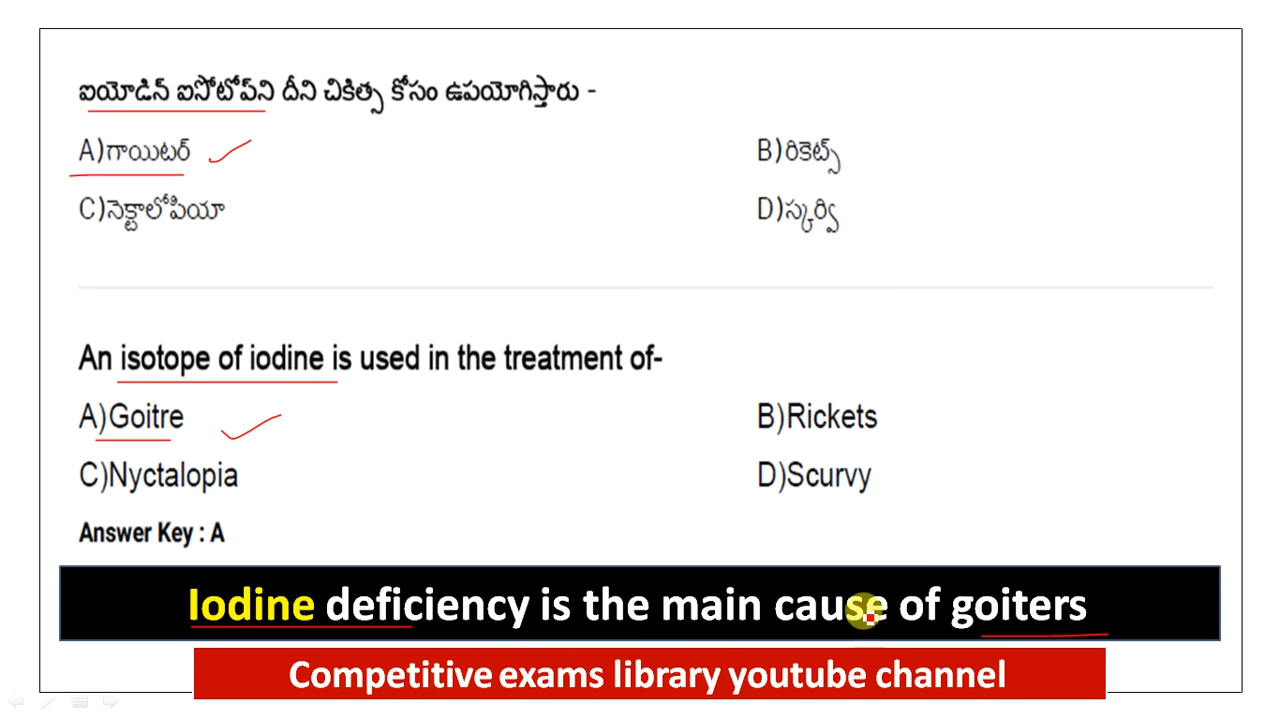 ఐయోడిన్ ఐసోటోప్‌ని దీని చికిత్స కోసం ఉపయోగిస్తారు -
A)గాయిటర్ B)రికెట్స్
C)నెక్టాలోపియా D)స్కర్వి
An isotope of iodine is used in the treatment of-
A)Goitre B)Rickets
C)Nyctalopia D)Scurvy
Answer Key : A
Iodine deficiency is the main cause of goiters
Competitive exams library youtube channel